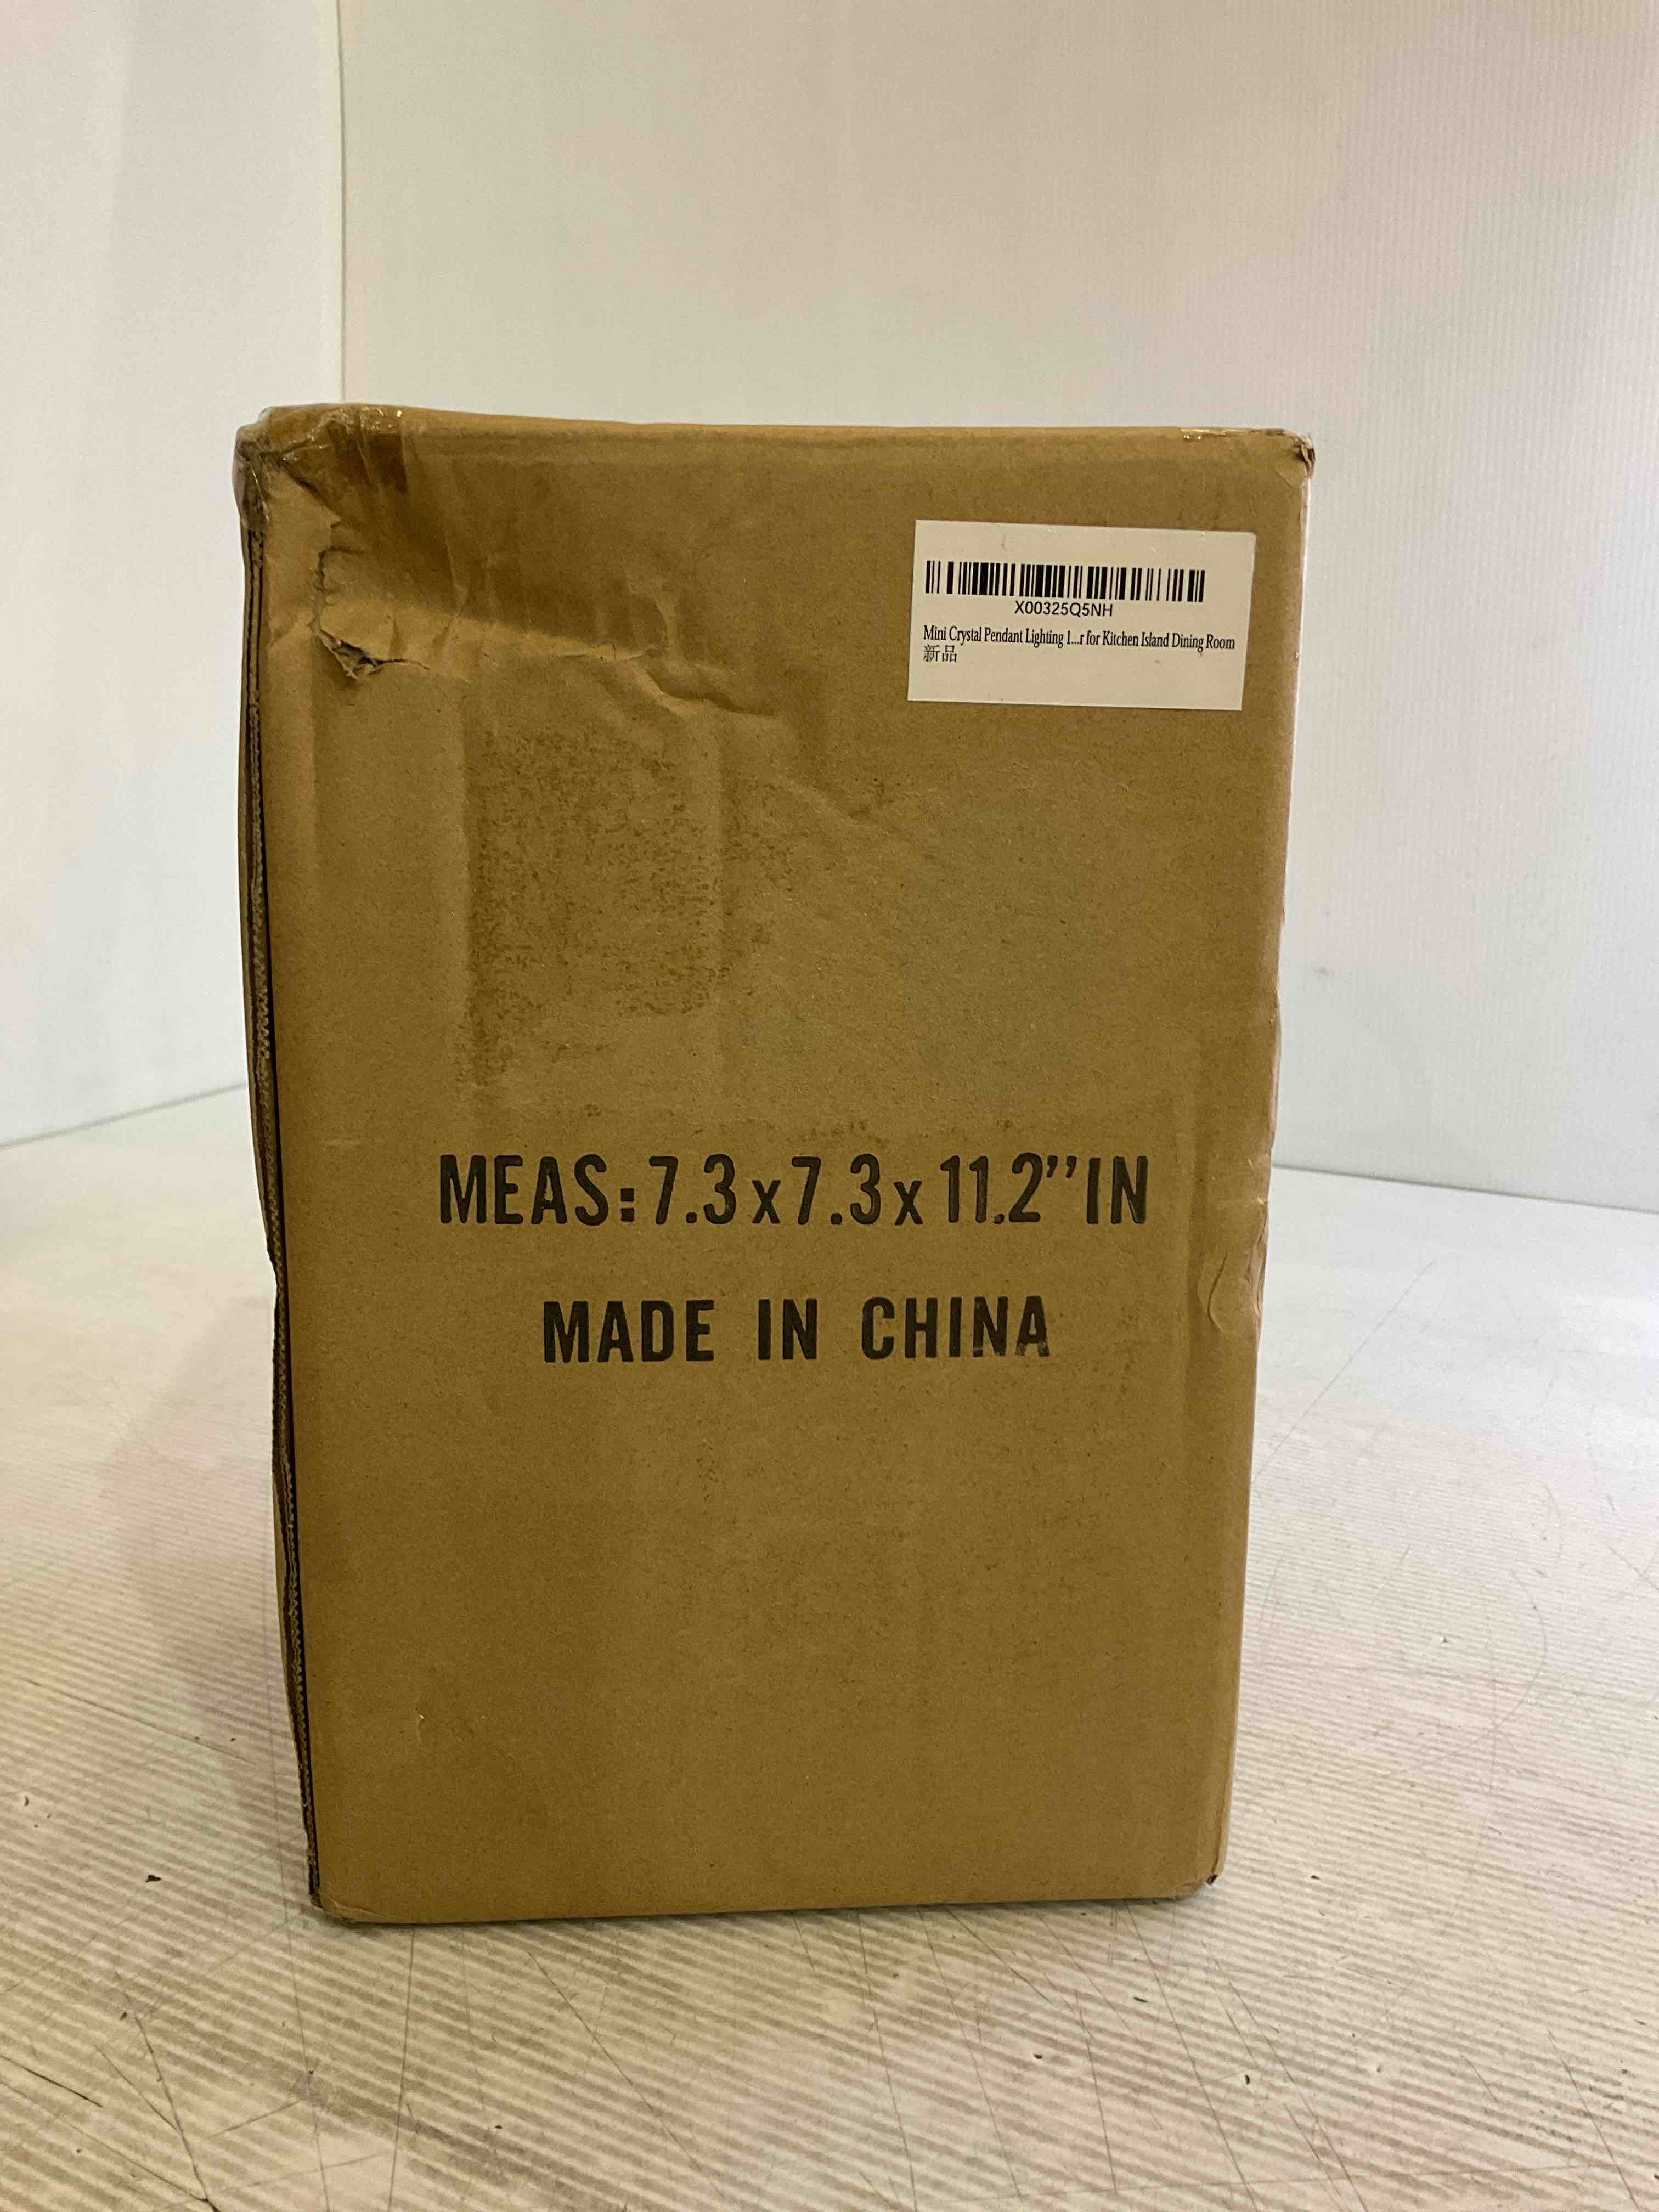 X00325Q5NH
Mini Crystal Pendant Lighting 1...r for Kitchen Island Dining Room
新品
MEAS:7.3x7.3x11.2''IN
MADE IN CHINA